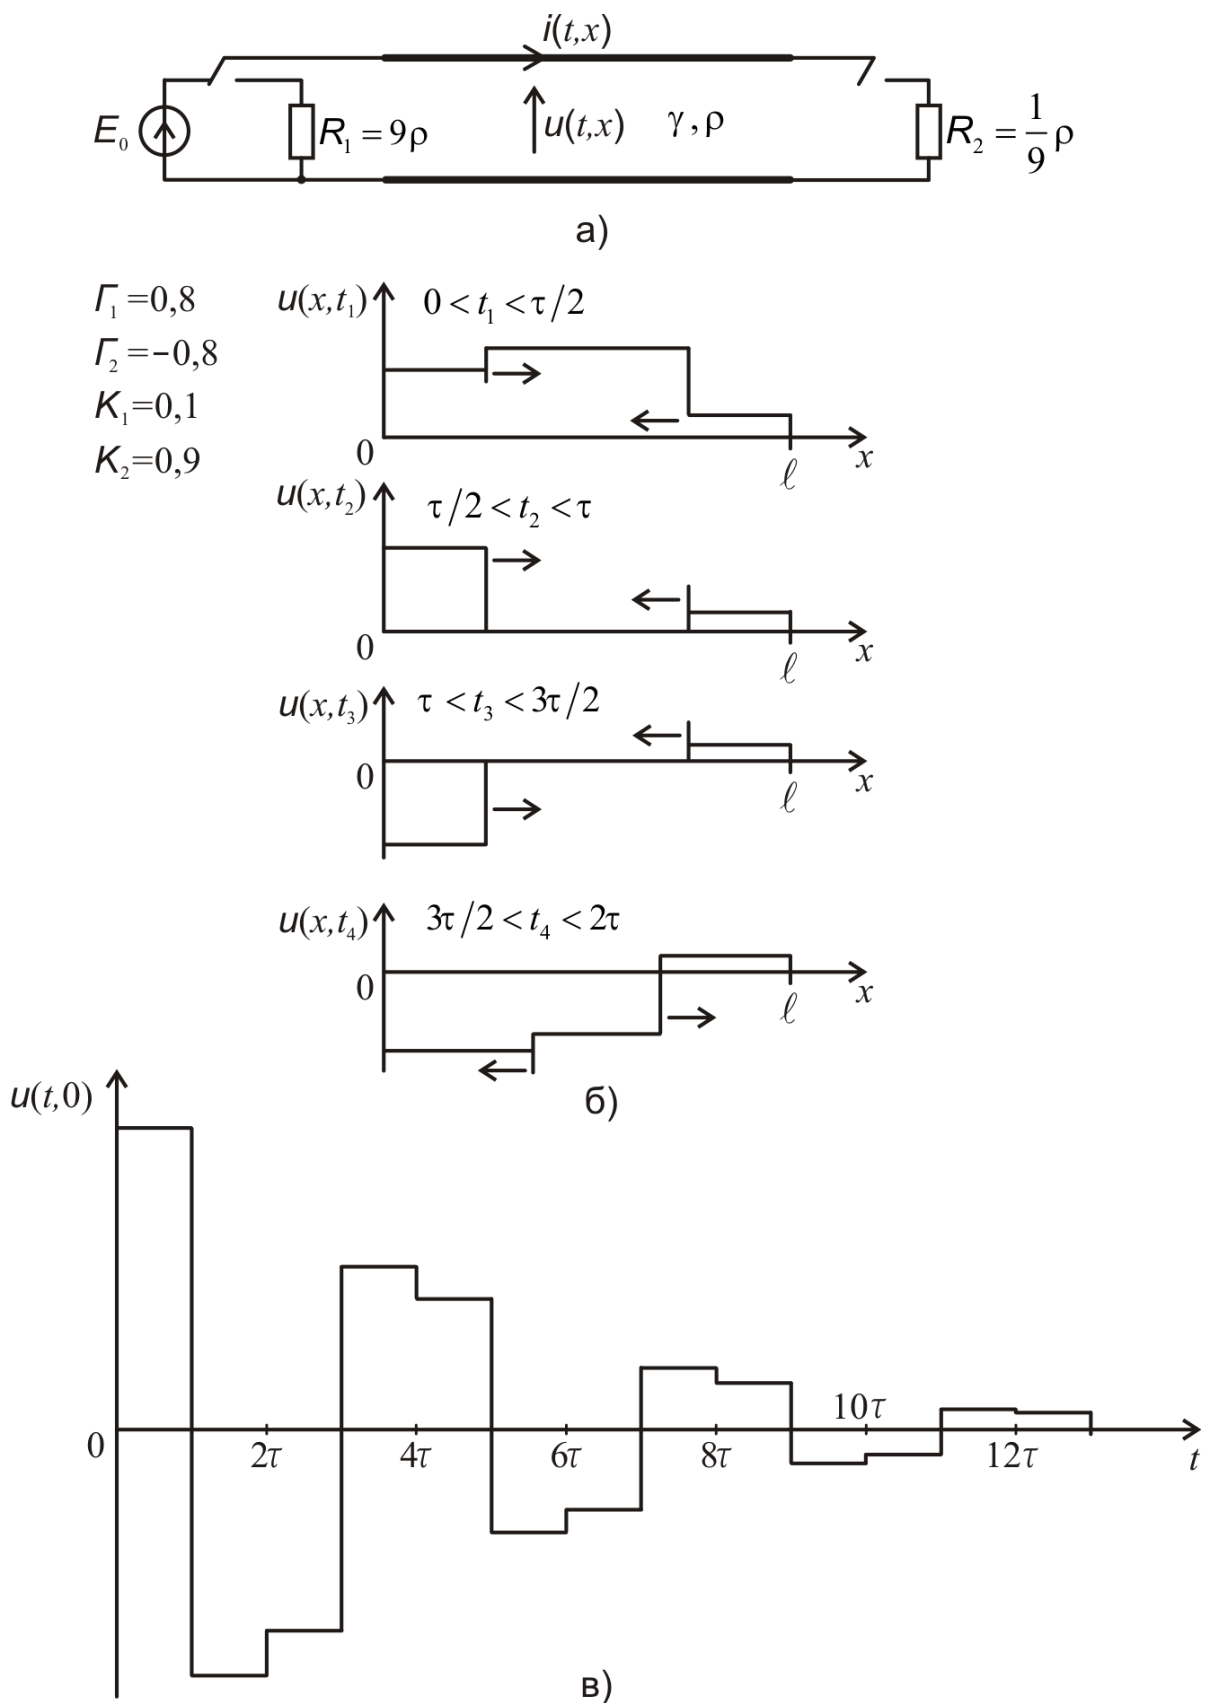 i(t,x)
E₀
R₁ = 9ρ
u(t,x) γ, ρ
R₂ = 1/9 ρ
а)
Γ₁=0,8
Γ₂=−0,8
K₁=0,1
K₂=0,9
u(x,t₁) 0 < t₁ < τ/2
0 ℓ x
u(x,t₂) τ/2 < t₂ < τ
0 ℓ x
u(x,t₃) τ < t₃ < 3τ/2
0 ℓ x
u(x,t₄) 3τ/2 < t₄ < 2τ
0 ℓ x
б)
u(t,0)
10τ
0 2τ 4τ 6τ 8τ 12τ t
в)